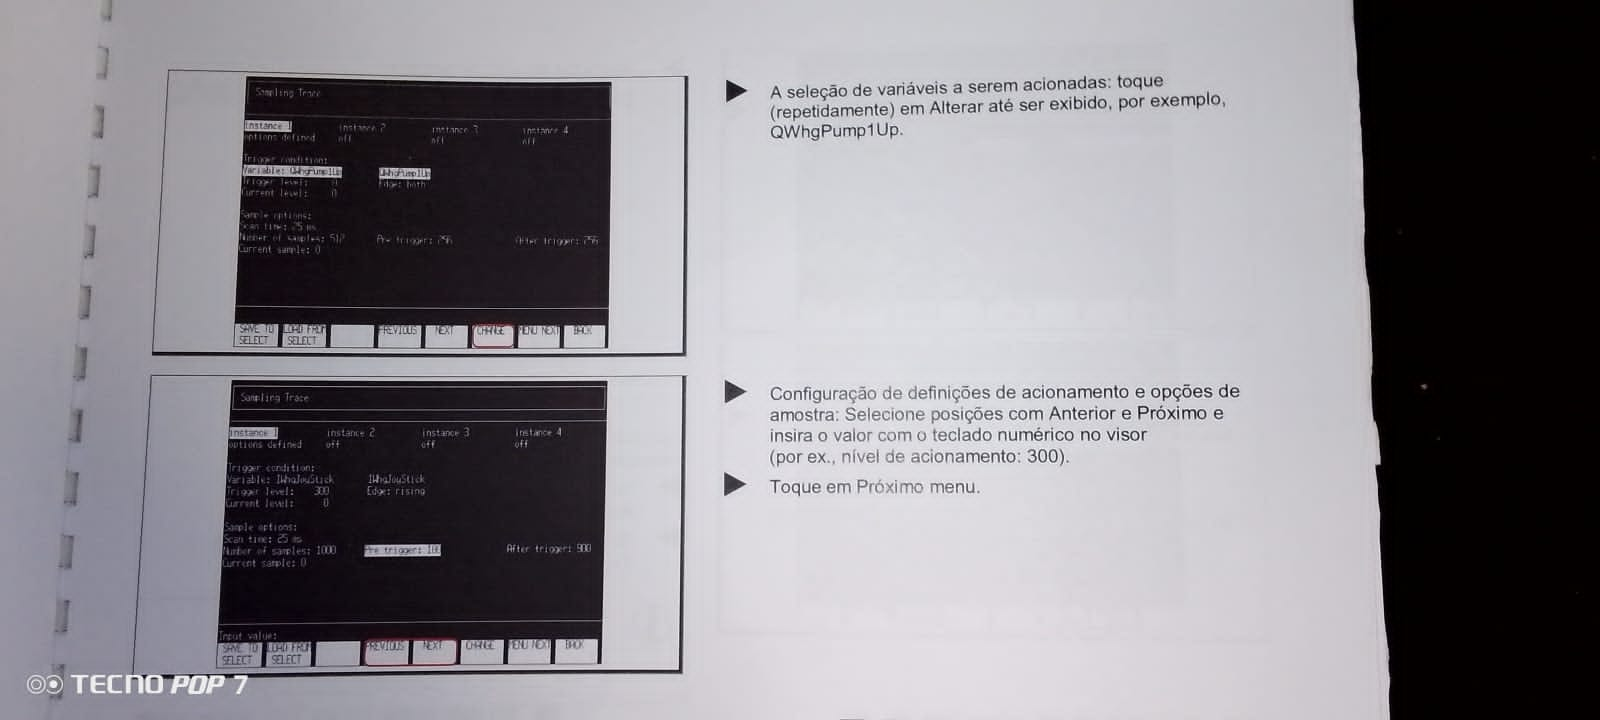 Sampling Trace
instance 1 instance 2 instance 3 instance 4
options defined off off off
Trigger condition:
Variable: QWhgPump1Up QWhgPump1Up
Trigger level: 0 Edge: both
Current level: 0
Sample options:
Scan time: 25 ms
Number of samples: 512 Pre trigger: 256 After trigger: 256
Current sample: 0
SAVE TO LOAD FROM PREVIOUS NEXT CHANGE MENU NEXT BACK
SELECT SELECT
A seleção de variáveis a serem acionadas: toque
(repetidamente) em Alterar até ser exibido, por exemplo,
QWhgPump1Up.
Sampling Trace
instance 1 instance 2 instance 3 instance 4
options defined off off off
Trigger condition:
Variable: IWhgJoyStick IWhgJoyStick
Trigger level: 300 Edge: rising
Current level: 0
Sample options:
Scan time: 25 ms
Number of samples: 1000 Pre trigger: 100 After trigger: 900
Current sample: 0
Input value:
SAVE TO LOAD FROM PREVIOUS NEXT CHANGE MENU NEXT BACK
SELECT SELECT
Configuração de definições de acionamento e opções de
amostra: Selecione posições com Anterior e Próximo e
insira o valor com o teclado numérico no visor
(por ex., nível de acionamento: 300).
Toque em Próximo menu.
TECNO POP 7